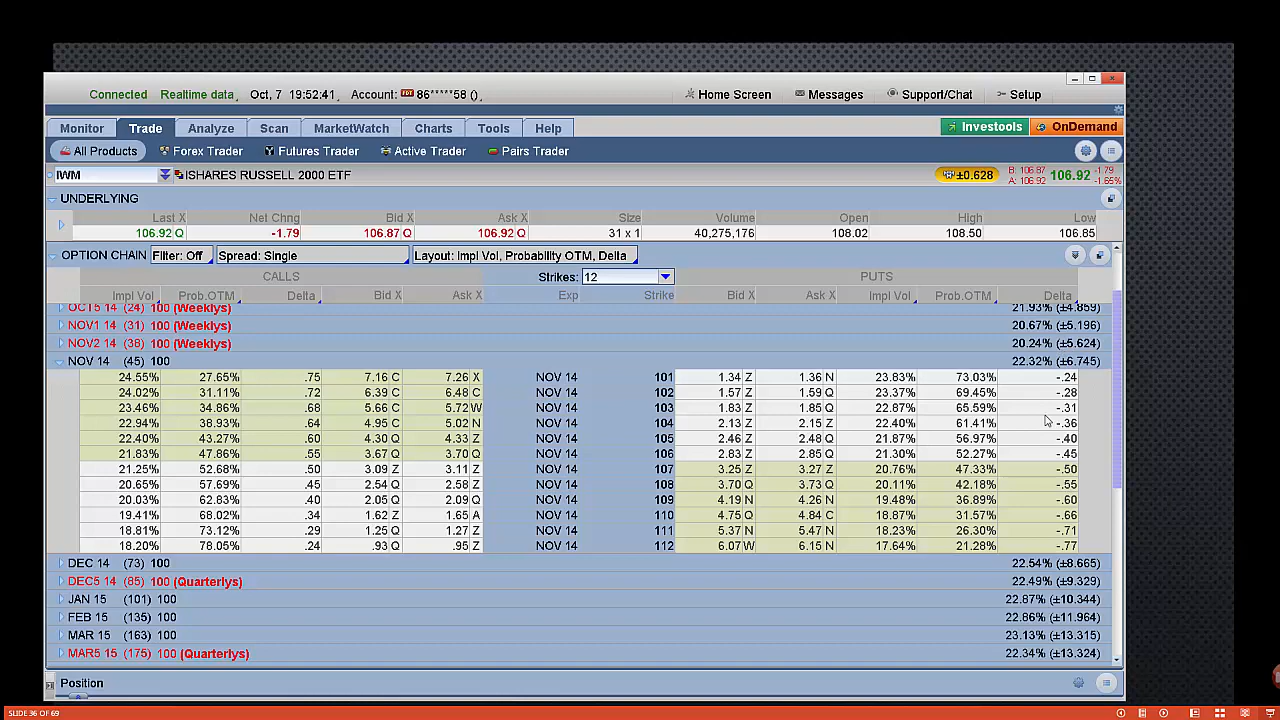 Connected Realtime data Oct, 7 19:52:41 Account: 86*****58 () Home Screen Messages Support/Chat Setup
Monitor Trade Analyze Scan MarketWatch Charts Tools Help Investools OnDemand
All Products Forex Trader Futures Trader Active Trader Pairs Trader
IWM ISHARES RUSSELL 2000 ETF ±0.628 B: 106.87 A: 106.92 106.92 -1.79 -1.65%
UNDERLYING
Last X Net Chng Bid X Ask X Size Volume Open High Low
106.92 Q -1.79 106.87 Q 106.92 Q 31 x 1 40,275,176 108.02 108.50 106.85
OPTION CHAIN Filter: Off Spread: Single Layout: Impl Vol, Probability OTM, Delta
CALLS Strikes: 12 PUTS
Impl Vol Prob.OTM Delta Bid X Ask X Exp Strike Bid X Ask X Impl Vol Prob.OTM Delta
OCT5 14 (24) 100 (Weeklys) 21.93% (±4.859)
NOV1 14 (31) 100 (Weeklys) 20.67% (±5.196)
NOV2 14 (38) 100 (Weeklys) 20.24% (±5.624)
NOV 14 (45) 100 22.32% (±6.745)
24.55% 27.65% .75 7.16 C 7.26 X NOV 14 101 1.34 Z 1.36 N 23.83% 73.03% -.24
24.02% 31.11% .72 6.39 C 6.48 C NOV 14 102 1.57 Z 1.59 Q 23.37% 69.45% -.28
23.46% 34.86% .68 5.66 C 5.72 W NOV 14 103 1.83 Z 1.85 Q 22.87% 65.59% -.31
22.94% 38.93% .64 4.95 C 5.02 N NOV 14 104 2.13 Z 2.15 Z 22.40% 61.41% -.36
22.40% 43.27% .60 4.30 Q 4.33 Z NOV 14 105 2.46 Z 2.48 Q 21.87% 56.97% -.40
21.83% 47.86% .55 3.67 Q 3.70 Q NOV 14 106 2.83 Z 2.85 Q 21.30% 52.27% -.45
21.25% 52.68% .50 3.09 Z 3.11 Z NOV 14 107 3.25 Z 3.27 Z 20.76% 47.33% -.50
20.65% 57.69% .45 2.54 Q 2.58 Z NOV 14 108 3.70 Q 3.73 Q 20.11% 42.18% -.55
20.03% 62.83% .40 2.05 Q 2.09 Q NOV 14 109 4.19 N 4.26 N 19.48% 36.89% -.60
19.41% 68.02% .34 1.62 Z 1.65 A NOV 14 110 4.75 Q 4.84 C 18.87% 31.57% -.66
18.81% 73.12% .29 1.25 Q 1.27 Z NOV 14 111 5.37 N 5.47 N 18.23% 26.30% -.71
18.20% 78.05% .24 .93 Q .95 Z NOV 14 112 6.07 W 6.15 N 17.64% 21.28% -.77
DEC 14 (73) 100 22.54% (±8.665)
DEC5 14 (85) 100 (Quarterlys) 22.49% (±9.329)
JAN 15 (101) 100 22.87% (±10.344)
FEB 15 (135) 100 22.86% (±11.964)
MAR 15 (163) 100 23.13% (±13.315)
MAR5 15 (175) 100 (Quarterlys) 22.34% (±13.324)
Position
SLIDE 36 OF 69